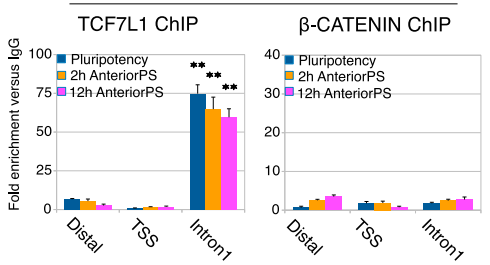 TCF7L1 ChIP
Fold enrichment versus IgG
100
75
50
25
0
Pluripotency
2h AnteriorPS
12h AnteriorPS
**
**
**
Distal
TSS
Intron1
β-CATENIN ChIP
40
30
20
10
0
Pluripotency
2h AnteriorPS
12h AnteriorPS
Distal
TSS
Intron1